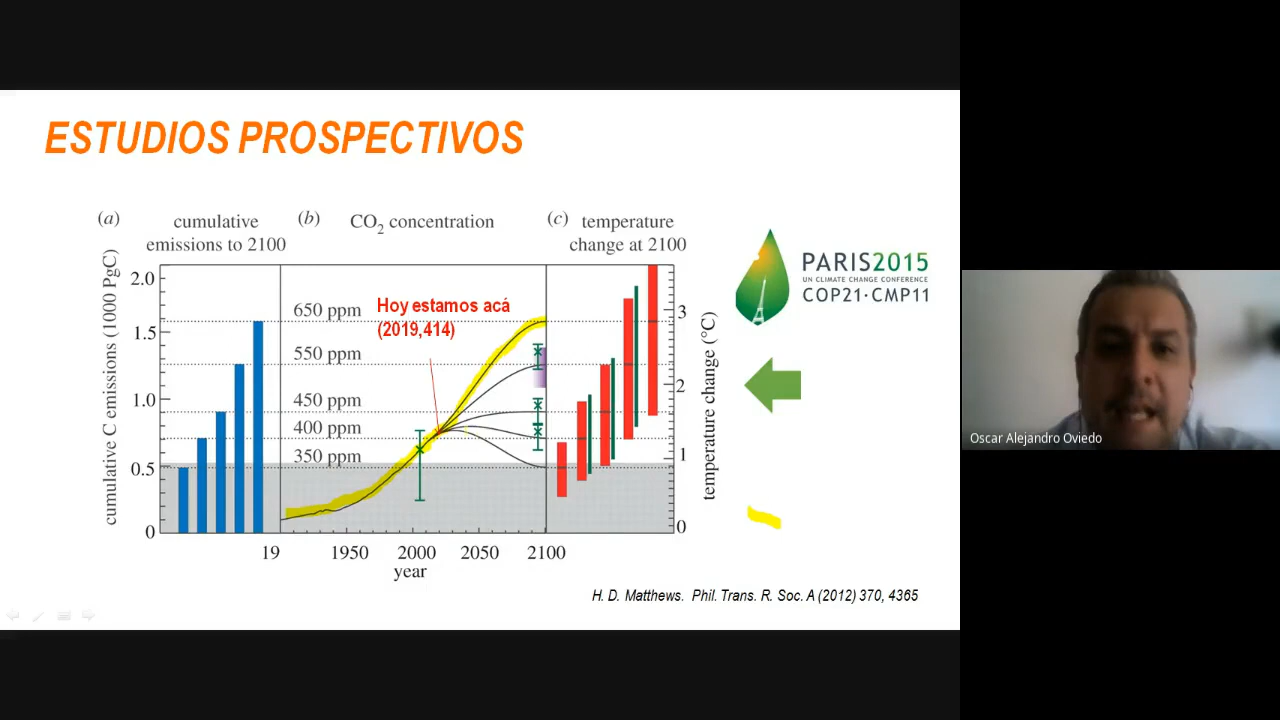 ESTUDIOS PROSPECTIVOS
(a)
cumulative
emissions to 2100
(b)
CO2 concentration
(c)
temperature
change at 2100
cumulative C emissions (1000 PgC)
2.0
1.5
1.0
0.5
0
650 ppm
550 ppm
450 ppm
400 ppm
350 ppm
Hoy estamos acá
(2019,414)
19
1950
2000
2050
2100
year
3
2
1
0
temperature change (°C)
PARIS2015
UN CLIMATE CHANGE CONFERENCE
COP21·CMP11
H. D. Matthews. Phil. Trans. R. Soc. A (2012) 370, 4365
Oscar Alejandro Oviedo